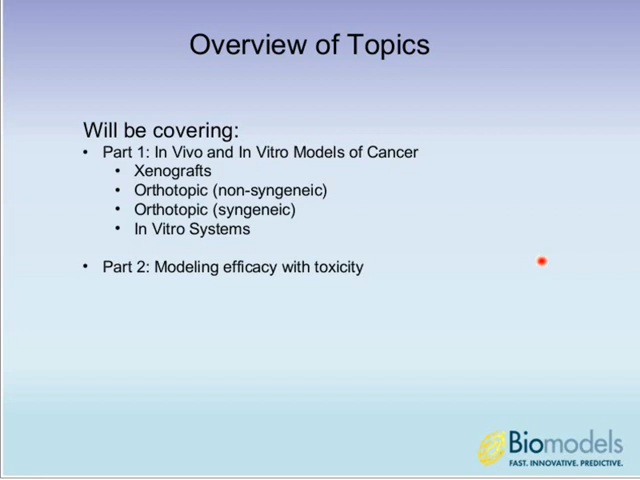 Overview of Topics
Will be covering:
• Part 1: In Vivo and In Vitro Models of Cancer
• Xenografts
• Orthotopic (non-syngeneic)
• Orthotopic (syngeneic)
• In Vitro Systems
• Part 2: Modeling efficacy with toxicity
Biomodels
FAST. INNOVATIVE. PREDICTIVE.